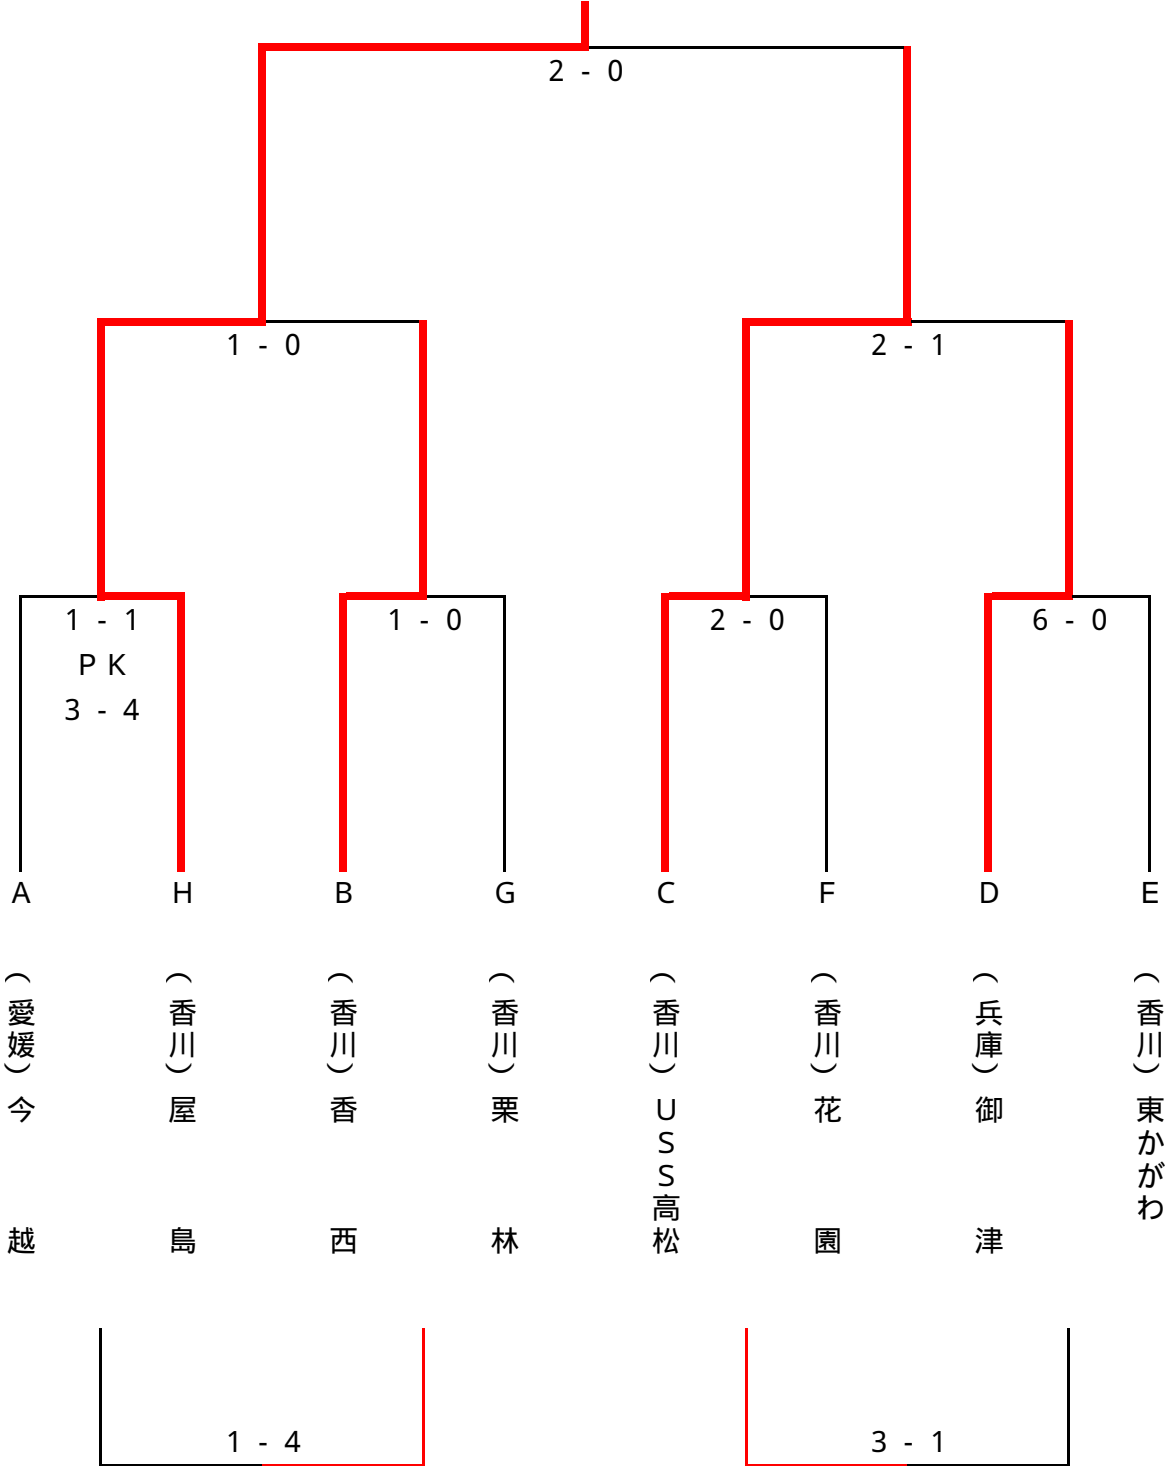 2 - 0
1 - 0
2 - 1
1 - 1
PK
3 - 4
1 - 0
2 - 0
6 - 0
A
H
B
G
C
F
D
E
（愛媛）今越
（香川）屋島
（香川）香西
（香川）栗林
（香川）USS高松
（香川）花園
（兵庫）御津
（香川）東かがわ
1 - 4
3 - 1